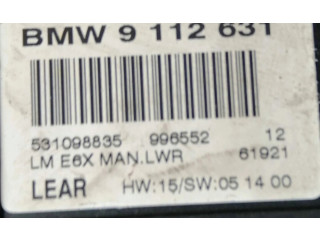 BMW 9 112 631
531098835 996552 12
LM E6X MAN.LWR 61921
LEAR HW:15/SW:05 14 00